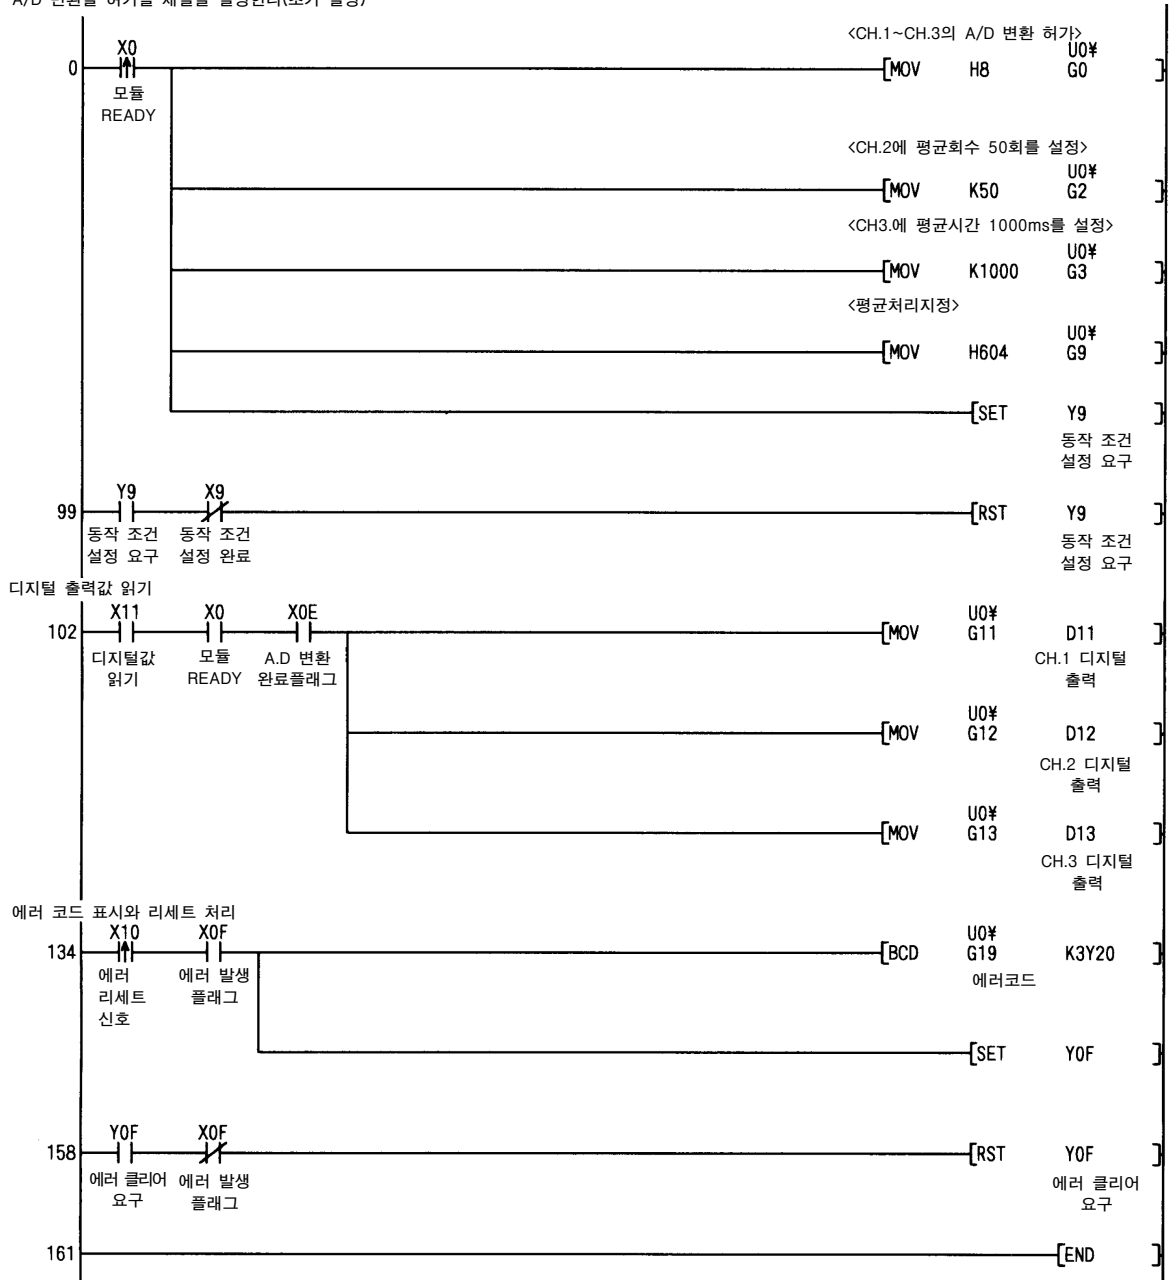 <CH.1~CH.3의 A/D 변환 허가>
X0
U0¥
0
[MOV H8 G0 ]
모듈
READY
<CH.2에 평균회수 50회를 설정>
U0¥
[MOV K50 G2 ]
<CH3.에 평균시간 1000ms를 설정>
U0¥
[MOV K1000 G3 ]
<평균처리지정>
U0¥
[MOV H604 G9 ]
[SET Y9 ]
동작 조건
설정 요구
Y9 X9
99 [RST Y9 ]
동작 조건 동작 조건 동작 조건
설정 요구 설정 완료 설정 요구
디지털 출력값 읽기
X11 X0 X0E U0¥
102 [MOV G11 D11 ]
디지털값 모듈 A.D 변환 CH.1 디지털
읽기 READY 완료플래그 출력
U0¥
[MOV G12 D12 ]
CH.2 디지털
출력
U0¥
[MOV G13 D13 ]
CH.3 디지털
출력
에러 코드 표시와 리세트 처리
X10 X0F U0¥
134 [BCD G19 K3Y20 ]
에러 에러 발생 에러코드
리세트 플래그
신호
[SET Y0F ]
Y0F X0F
158 [RST Y0F ]
에러 클리어 에러 발생 에러 클리어
요구 플래그 요구
161 [END ]